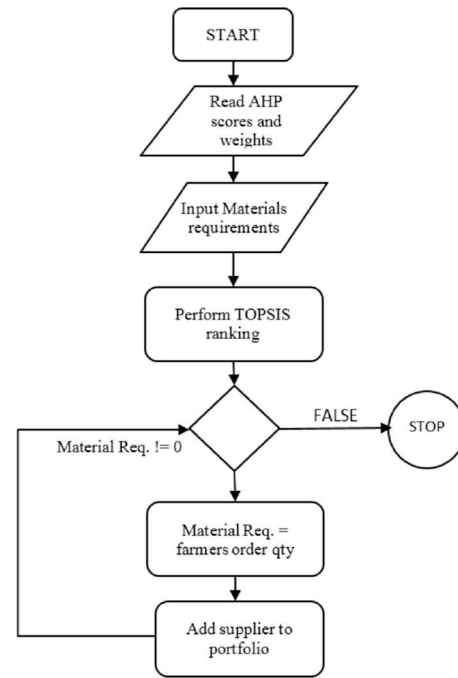 START
Read AHP
scores and
weights
Input Materials
requirements
Perform TOPSIS
ranking
FALSE
STOP
Material Req. != 0
Material Req. =
farmers order qty
Add supplier to
portfolio